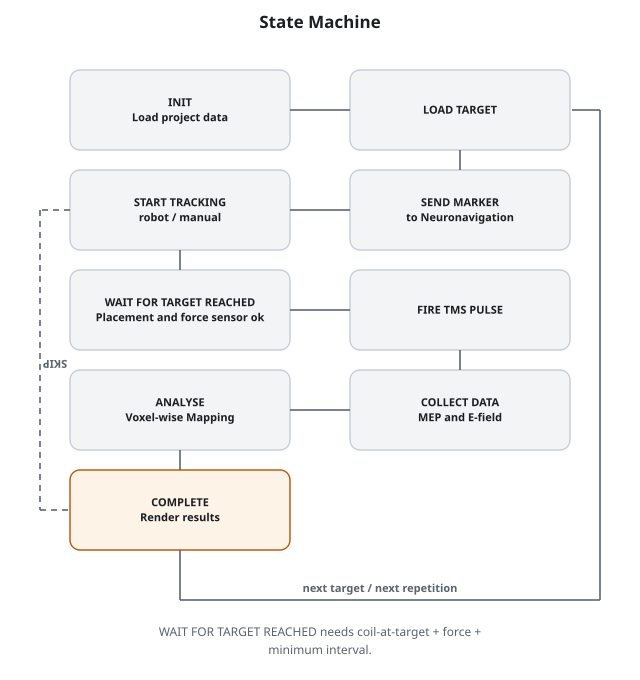 State Machine
INIT
Load project data
LOAD TARGET
START TRACKING
robot / manual
SEND MARKER
to Neuronavigation
WAIT FOR TARGET REACHED
Placement and force sensor ok
FIRE TMS PULSE
SKIP
ANALYSE
Voxel-wise Mapping
COLLECT DATA
MEP and E-field
COMPLETE
Render results
next target / next repetition
WAIT FOR TARGET REACHED needs coil-at-target + force +
minimum interval.